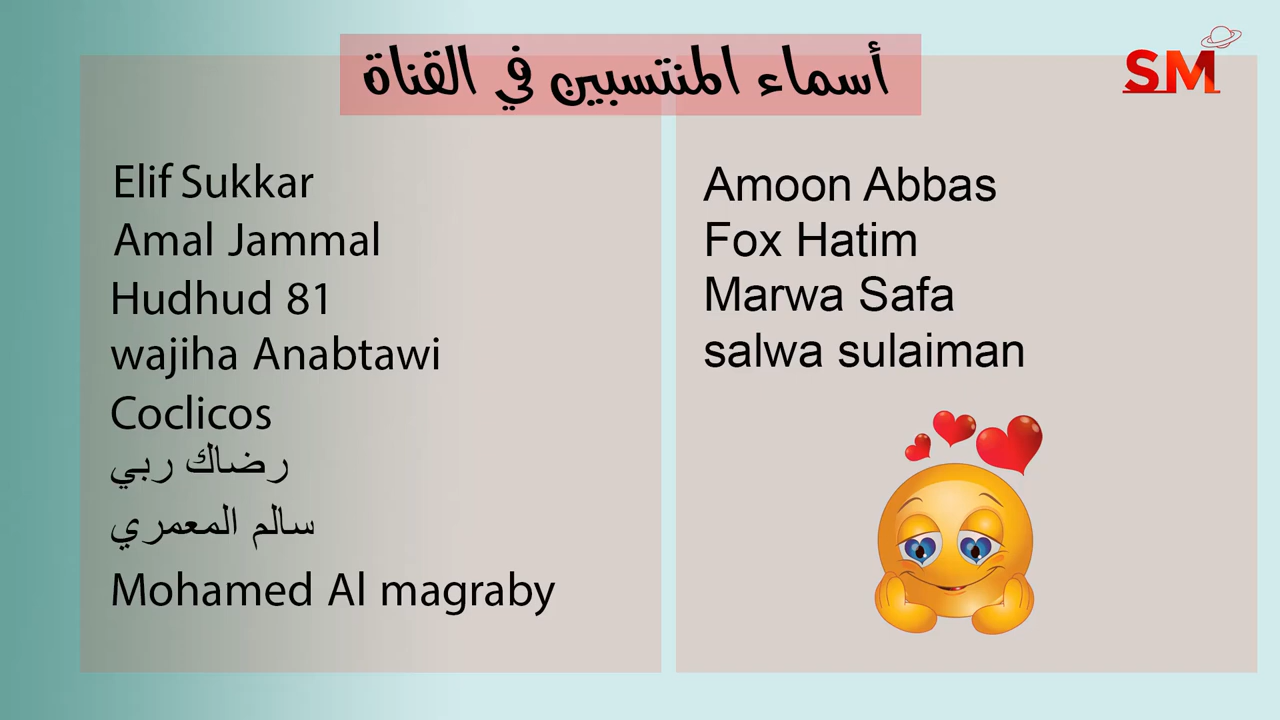 أسماء المنتسبين في القناة
SM
Elif Sukkar
Amal Jammal
Hudhud 81
wajiha Anabtawi
Coclicos
رضاك ربي
سالم المعمري
Mohamed Al magraby
Amoon Abbas
Fox Hatim
Marwa Safa
salwa sulaiman